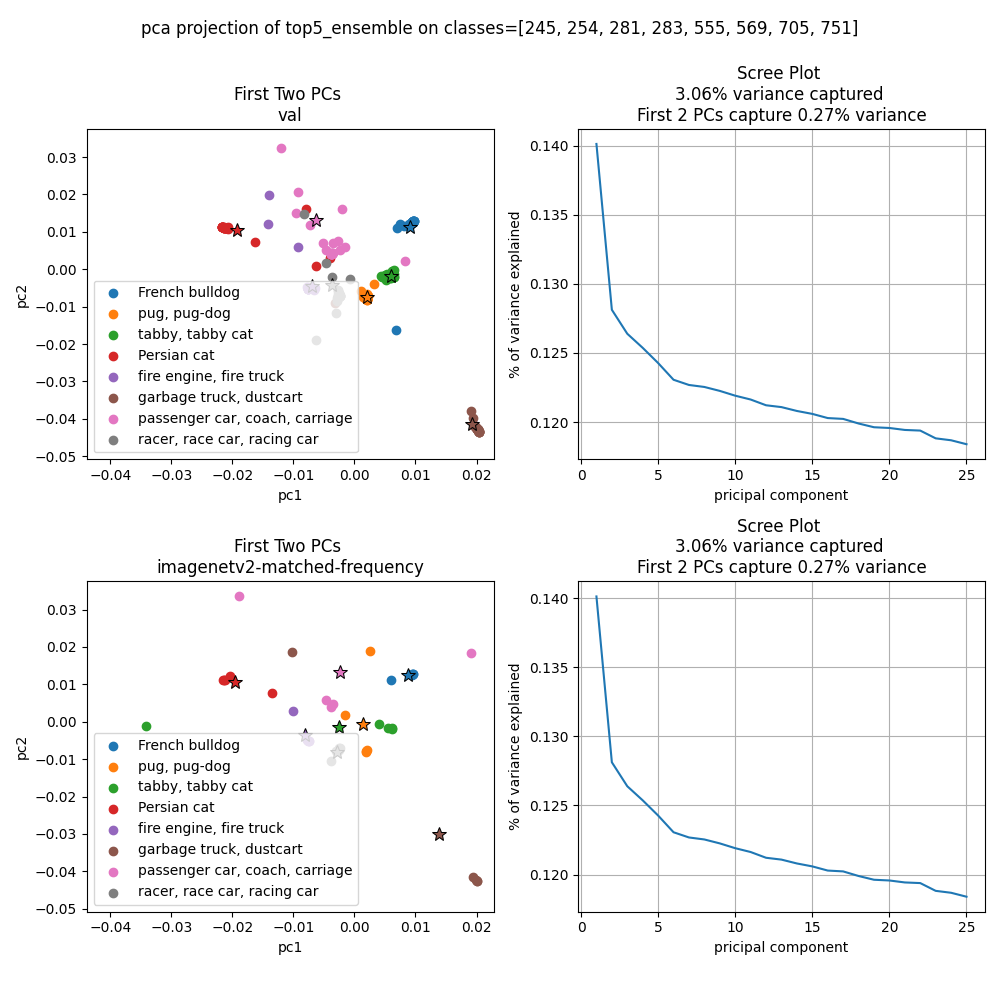 pca projection of top5_ensemble on classes=[245, 254, 281, 283, 555, 569, 705, 751]
First Two PCs
val
0.03
0.02
0.01
0.00
−0.01
−0.02
−0.03
−0.04
−0.05
pc2
French bulldog
pug, pug-dog
tabby, tabby cat
Persian cat
fire engine, fire truck
garbage truck, dustcart
passenger car, coach, carriage
racer, race car, racing car
−0.04 −0.03 −0.02 −0.01 0.00 0.01 0.02
pc1
Scree Plot
3.06% variance captured
First 2 PCs capture 0.27% variance
0.140
0.135
0.130
0.125
0.120
% of variance explained
0 5 10 15 20 25
pricipal component
First Two PCs
imagenetv2-matched-frequency
0.03
0.02
0.01
0.00
−0.01
−0.02
−0.03
−0.04
−0.05
pc2
French bulldog
pug, pug-dog
tabby, tabby cat
Persian cat
fire engine, fire truck
garbage truck, dustcart
passenger car, coach, carriage
racer, race car, racing car
−0.04 −0.03 −0.02 −0.01 0.00 0.01 0.02
pc1
Scree Plot
3.06% variance captured
First 2 PCs capture 0.27% variance
0.140
0.135
0.130
0.125
0.120
% of variance explained
0 5 10 15 20 25
pricipal component